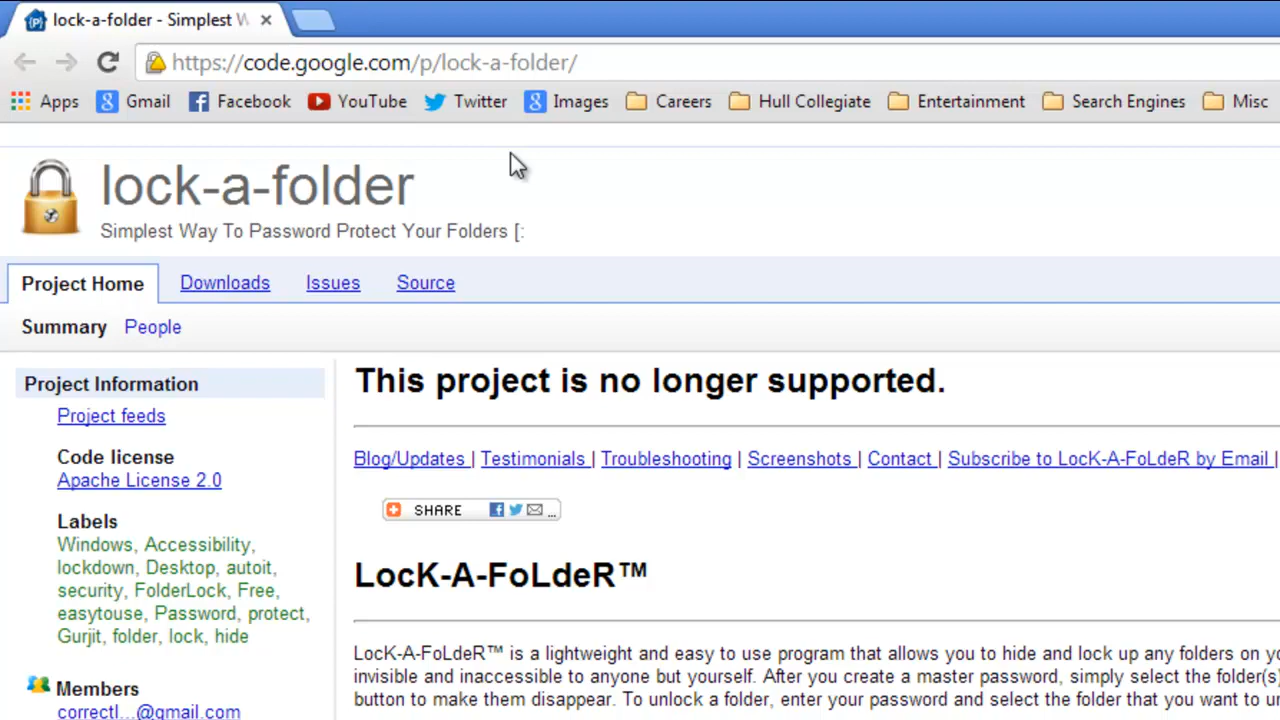 lock-a-folder - Simplest W
https://code.google.com/p/lock-a-folder/
Apps Gmail Facebook YouTube Twitter Images Careers Hull Collegiate Entertainment Search Engines Misc
lock-a-folder
Simplest Way To Password Protect Your Folders [:
Project Home Downloads Issues Source
Summary People
Project Information
Project feeds
Code license
Apache License 2.0
Labels
Windows, Accessibility,
lockdown, Desktop, autoit,
security, FolderLock, Free,
easytouse, Password, protect,
Gurjit, folder, lock, hide
Members
correctl...@gmail.com
This project is no longer supported.
Blog/Updates | Testimonials | Troubleshooting | Screenshots | Contact | Subscribe to LocK-A-FoLdeR by Email |
SHARE ...
LocK-A-FoLdeR™
LocK-A-FoLdeR™ is a lightweight and easy to use program that allows you to hide and lock up any folders on
invisible and inaccessible to anyone but yourself. After you create a master password, simply select the folder(s)
button to make them disappear. To unlock a folder, enter your password and select the folder that you want to